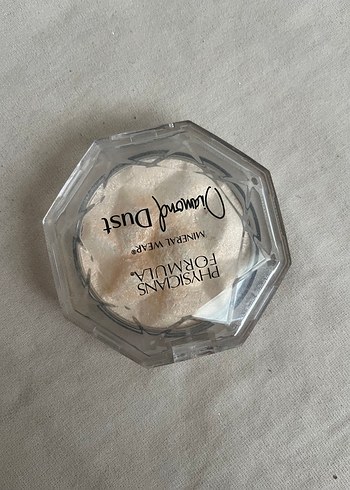 PHYSICIANS
FORMULA®
MINERAL WEAR®
Diamond Dust